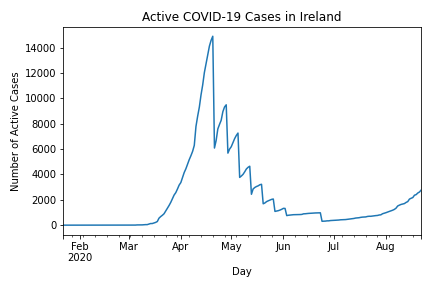 Active COVID-19 Cases in Ireland
Number of Active Cases
14000
12000
10000
8000
6000
4000
2000
0
Feb Mar Apr May Jun Jul Aug
2020
Day